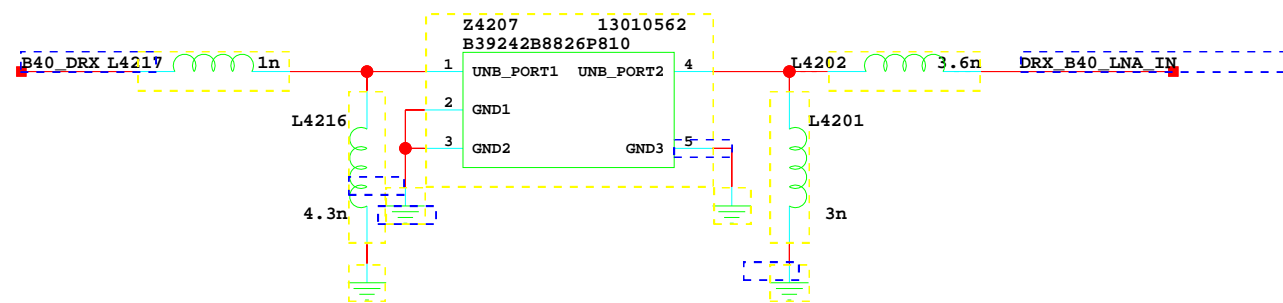 Z4207 13010562
B39242B8826P810
B40_DRX L4217 1n
1 UNB_PORT1 UNB_PORT2 4
L4202 3.6n DRX_B40_LNA_IN
2 GND1
L4216 L4201
3 GND2 GND3 5
4.3n 3n